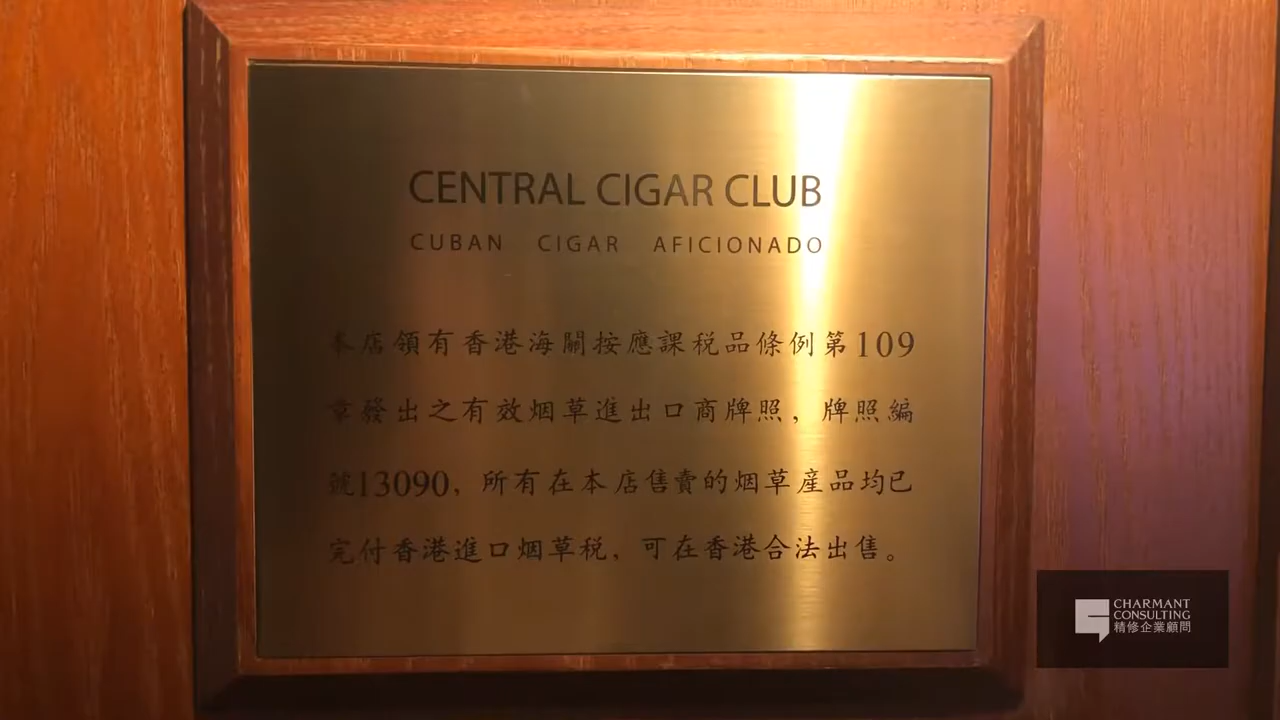 CENTRAL CIGAR CLUB
CUBAN CIGAR AFICIONADO
本店領有香港海關按應課税品條例第109
章發出之有效烟草進出口商牌照，牌照編
號13090，所有在本店售賣的烟草産品均已
完付香港進口烟草税，可在香港合法出售。
CHARMANT
CONSULTING
精修企業顧問